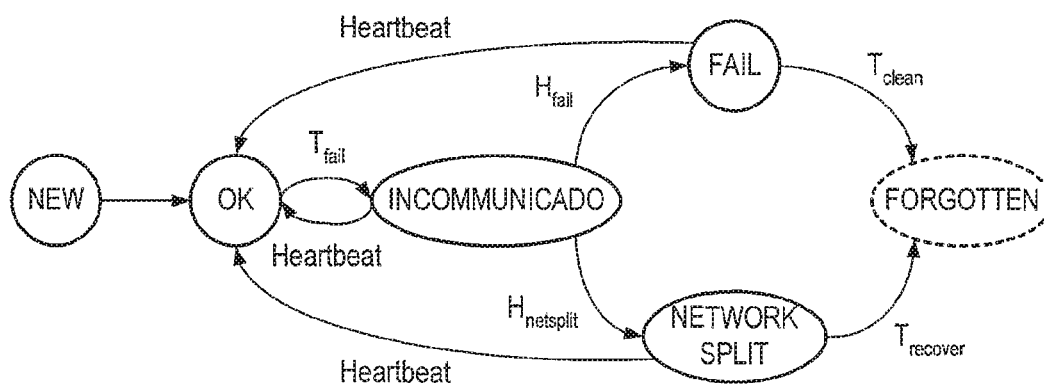 Heartbeat
FAIL
T_clean
H_fail
T_fail
NEW
OK
INCOMMUNICADO
FORGOTTEN
Heartbeat
H_netsplit
NETWORK
SPLIT
T_recover
Heartbeat